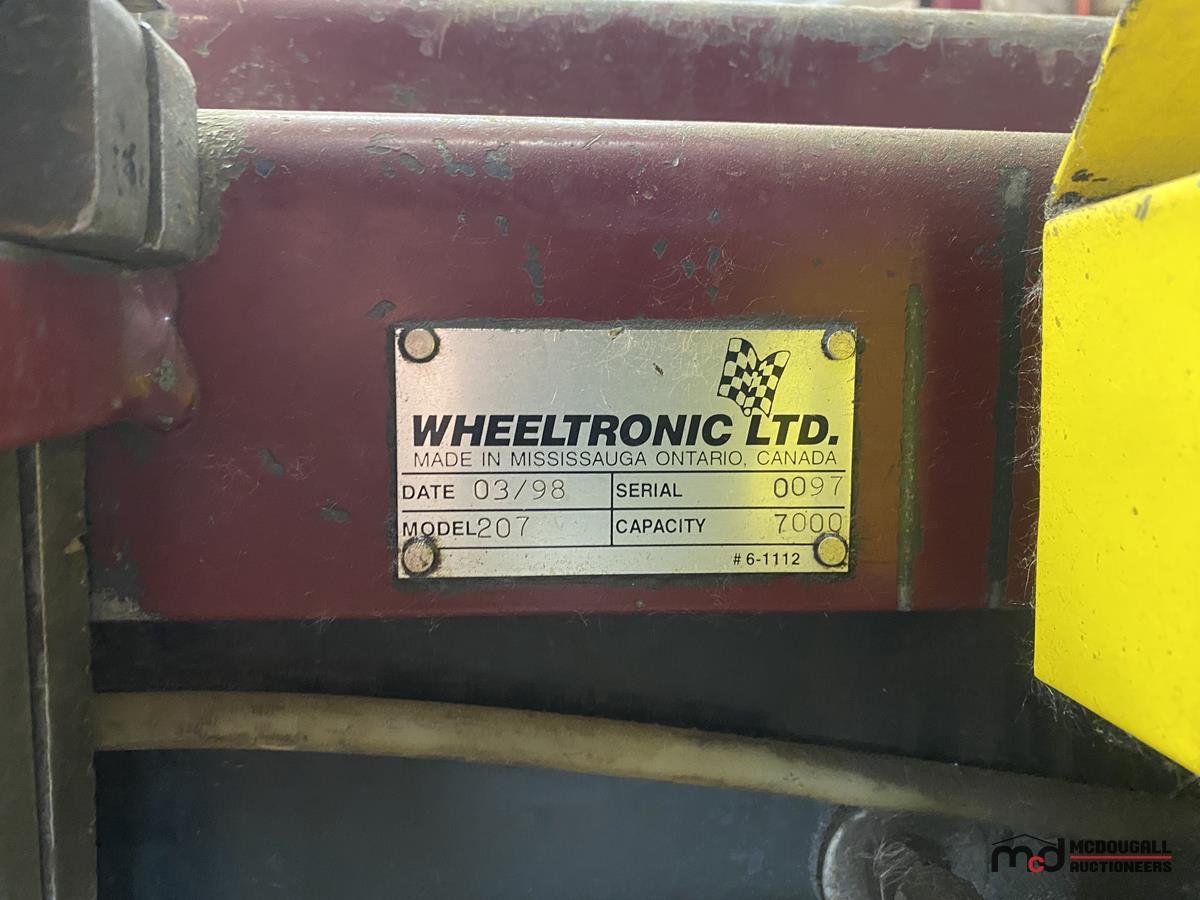 WHEELTRONIC LTD.
MADE IN MISSISSAUGA ONTARIO, CANADA
DATE 03/98 SERIAL 0097
MODEL 207 CAPACITY 7000
# 6-1112
mcd MCDOUGALL
AUCTIONEERS